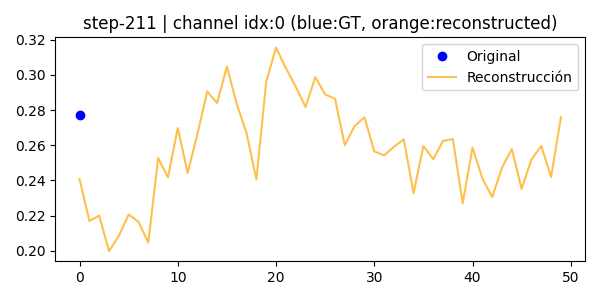 step-211 | channel idx:0 (blue:GT, orange:reconstructed)
0.32
0.30
0.28
0.26
0.24
0.22
0.20
Original
Reconstrucción
0 10 20 30 40 50